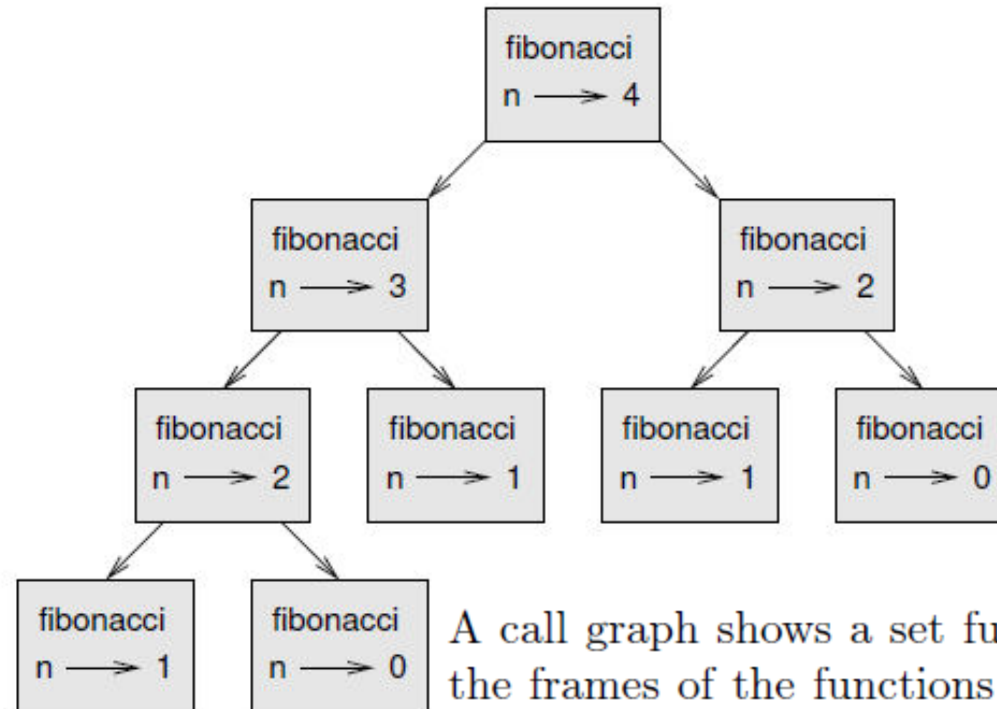 fibonacci
n 4
fibonacci
n 3
fibonacci
n 2
fibonacci
n 2
fibonacci
n 1
fibonacci
n 1
fibonacci
n 0
fibonacci
n 1
fibonacci
n 0
A call graph shows a set fu
the frames of the functions